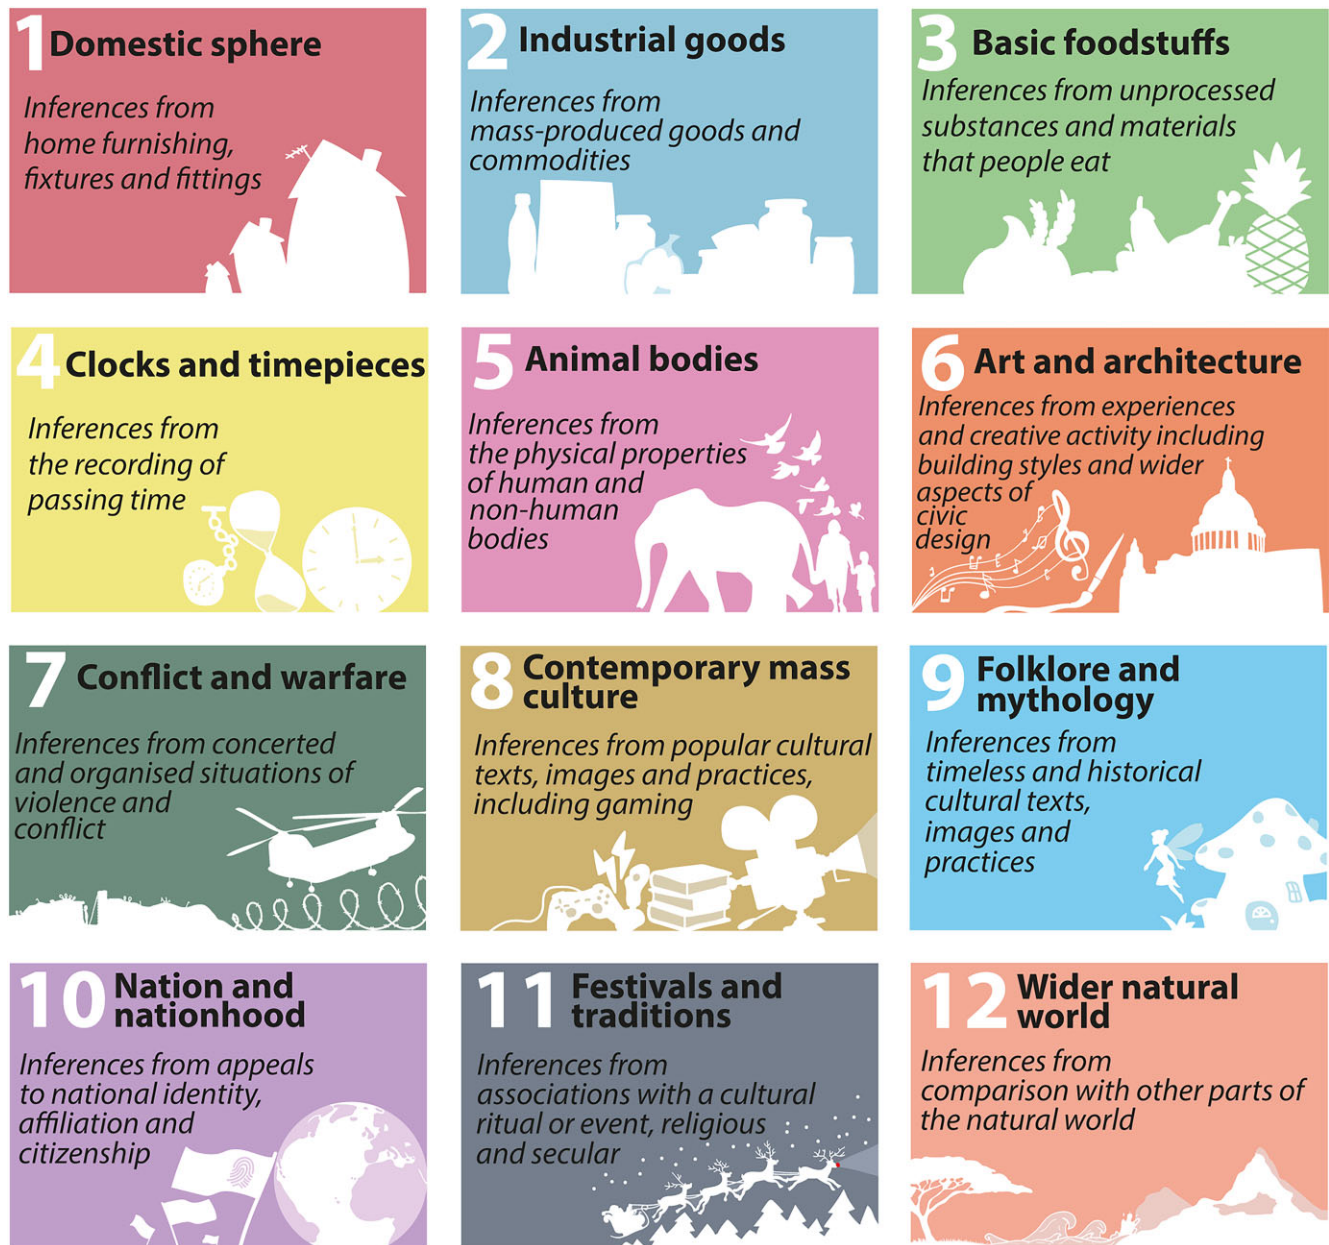 1 Domestic sphere
Inferences from
home furnishing,
fixtures and fittings
2 Industrial goods
Inferences from
mass-produced goods and
commodities
3 Basic foodstuffs
Inferences from unprocessed
substances and materials
that people eat
4 Clocks and timepieces
Inferences from
the recording of
passing time
5 Animal bodies
Inferences from
the physical properties
of human and
non-human
bodies
6 Art and architecture
Inferences from experiences
and creative activity including
building styles and wider
aspects of
civic
design
7 Conflict and warfare
Inferences from concerted
and organised situations of
violence and
conflict
8 Contemporary mass
culture
Inferences from popular cultural
texts, images and practices,
including gaming
9 Folklore and
mythology
Inferences from
timeless and historical
cultural texts,
images and
practices
10 Nation and
nationhood
Inferences from appeals
to national identity,
affiliation and
citizenship
11 Festivals and
traditions
Inferences from
associations with a cultural
ritual or event, religious
and secular
12 Wider natural
world
Inferences from
comparison with other parts of
the natural world